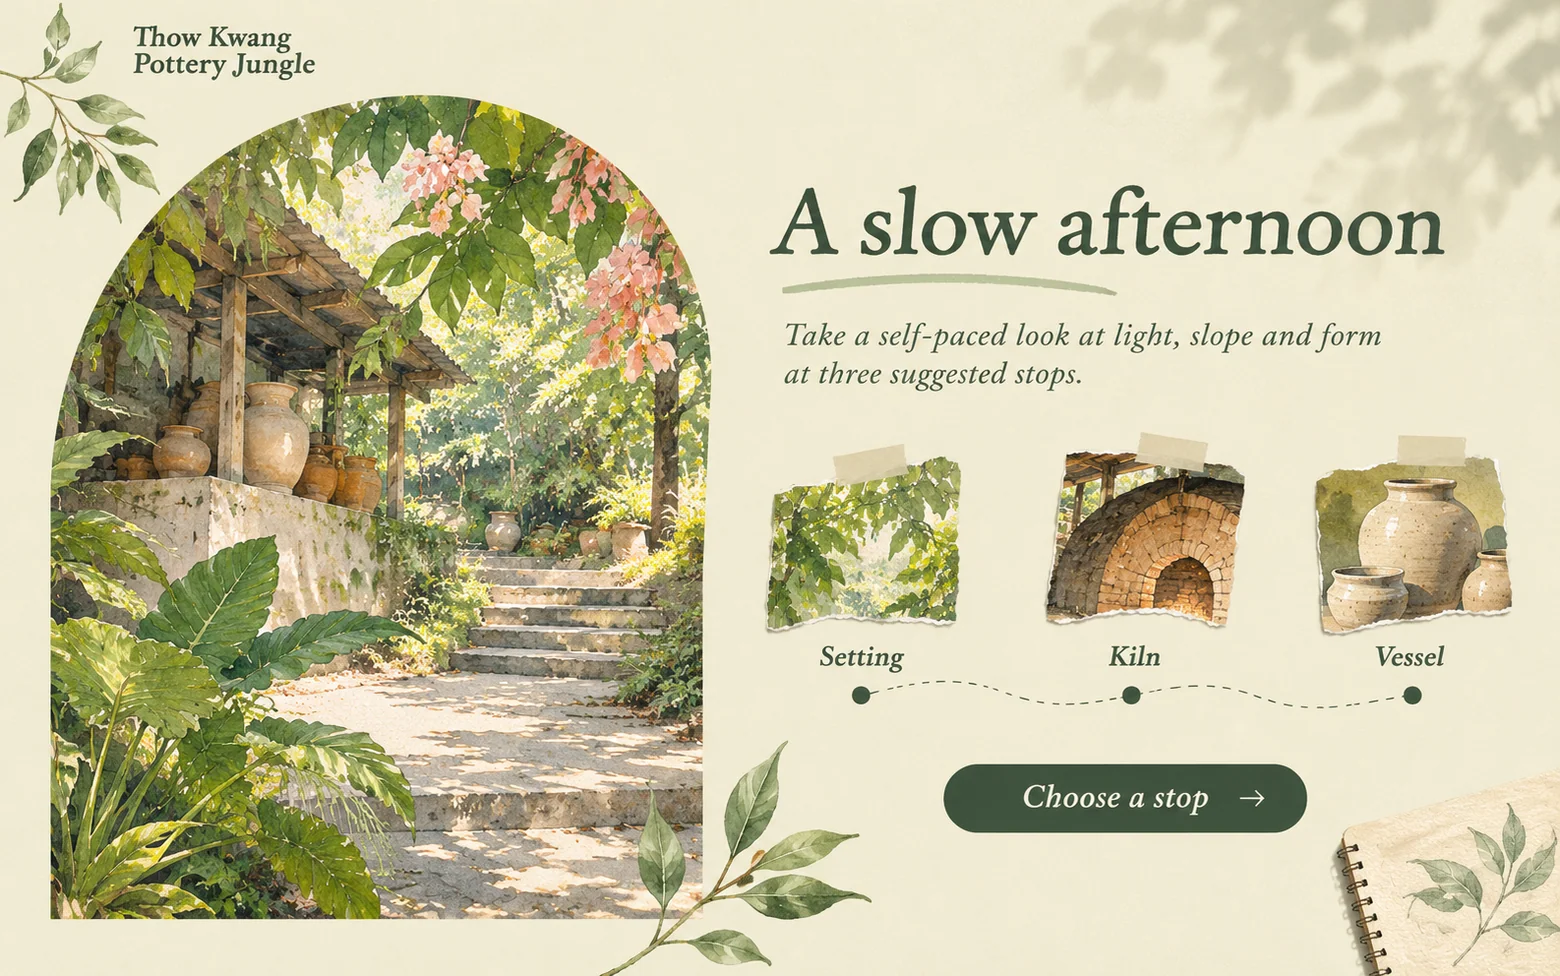 Thow Kwang
Pottery Jungle
A slow afternoon
Take a self-paced look at light, slope and form
at three suggested stops.
Setting
Kiln
Vessel
Choose a stop →